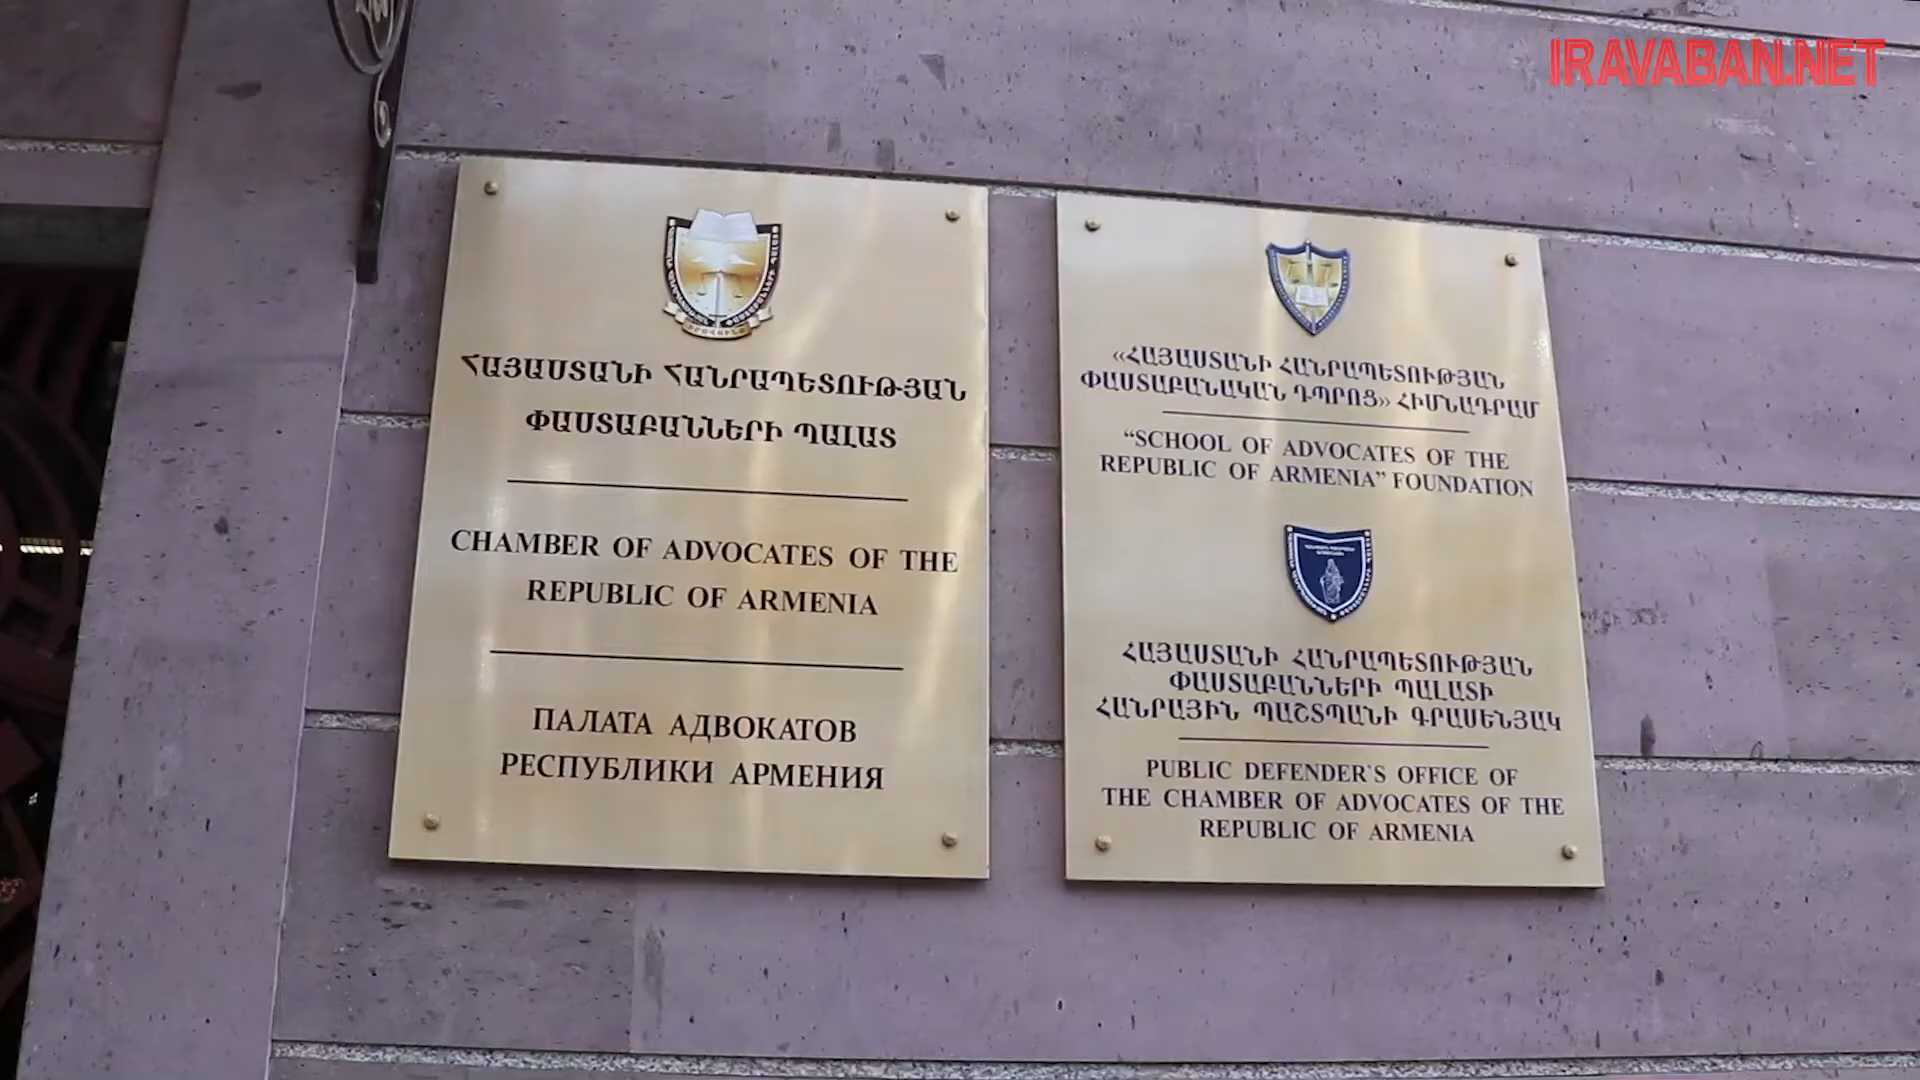 IRAVABAN.NET
ՀԱՅԱՍՏԱՆԻ ՀԱՆՐԱՊԵՏՈՒԹՅԱՆ
ՓԱՍՏԱԲԱՆՆԵՐԻ ՊԱԼԱՏ
CHAMBER OF ADVOCATES OF THE
REPUBLIC OF ARMENIA
ПАЛАТА АДВОКАТОВ
РЕСПУБЛИКИ АРМЕНИЯ
«ՀԱՅԱՍՏԱՆԻ ՀԱՆՐԱՊԵՏՈՒԹՅԱՆ
ՓԱՍՏԱԲԱՆԱԿԱՆ ԴՊՐՈՑ» ՀԻՄՆԱԴՐԱՄ
“SCHOOL OF ADVOCATES OF THE
REPUBLIC OF ARMENIA” FOUNDATION
ՀԱՅԱՍՏԱՆԻ ՀԱՆՐԱՊԵՏՈՒԹՅԱՆ
ՓԱՍՏԱԲԱՆՆԵՐԻ ՊԱԼԱՏԻ
ՀԱՆՐԱՅԻՆ ՊԱՇՏՊԱՆԻ ԳՐԱՍԵՆՅԱԿ
PUBLIC DEFENDER`S OFFICE OF
THE CHAMBER OF ADVOCATES OF THE
REPUBLIC OF ARMENIA